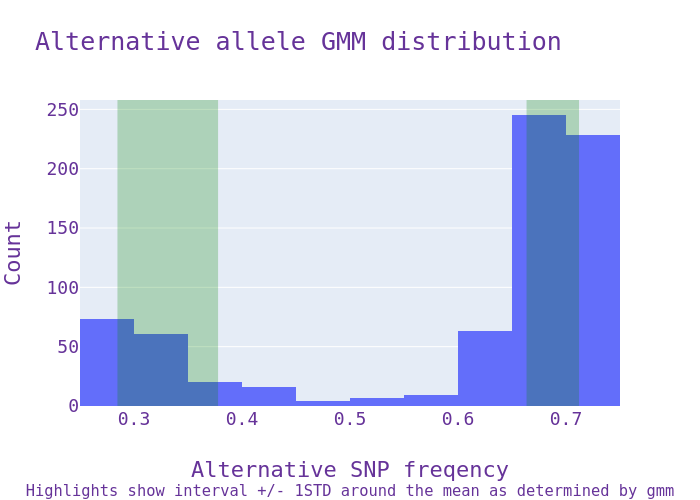 Alternative allele GMM distribution
250
200
150
100
50
0
Count
0.3
0.4
0.5
0.6
0.7
Alternative SNP freqency
Highlights show interval +/- 1STD around the mean as determined by gmm